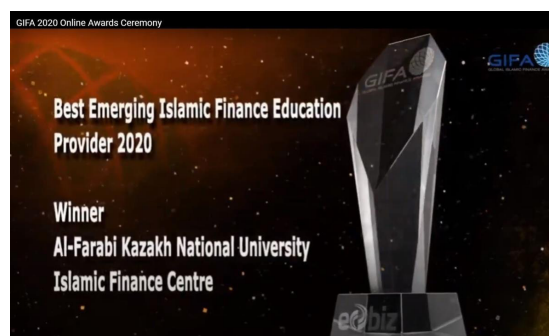 GIFA 2020 Online Awards Ceremony
GIFA
GIFA
Best Emerging Islamic Finance Education
Provider 2020
Winner
Al-Farabi Kazakh National University
Islamic Finance Centre
edbiz